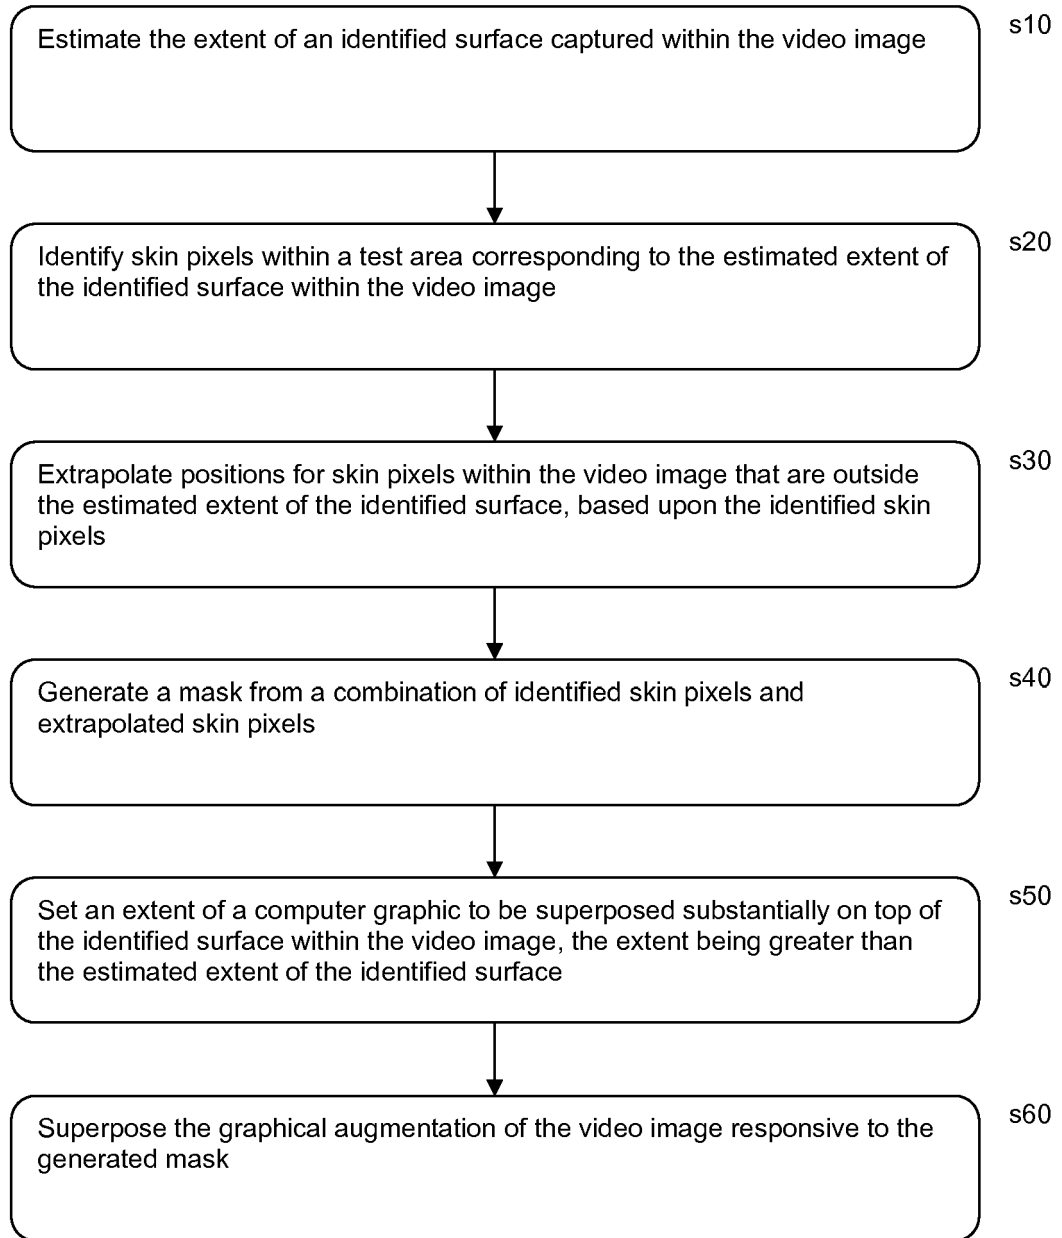 s10
Estimate the extent of an identified surface captured within the video image
s20
Identify skin pixels within a test area corresponding to the estimated extent of
the identified surface within the video image
s30
Extrapolate positions for skin pixels within the video image that are outside
the estimated extent of the identified surface, based upon the identified skin
pixels
s40
Generate a mask from a combination of identified skin pixels and
extrapolated skin pixels
s50
Set an extent of a computer graphic to be superposed substantially on top of
the identified surface within the video image, the extent being greater than
the estimated extent of the identified surface
s60
Superpose the graphical augmentation of the video image responsive to the
generated mask